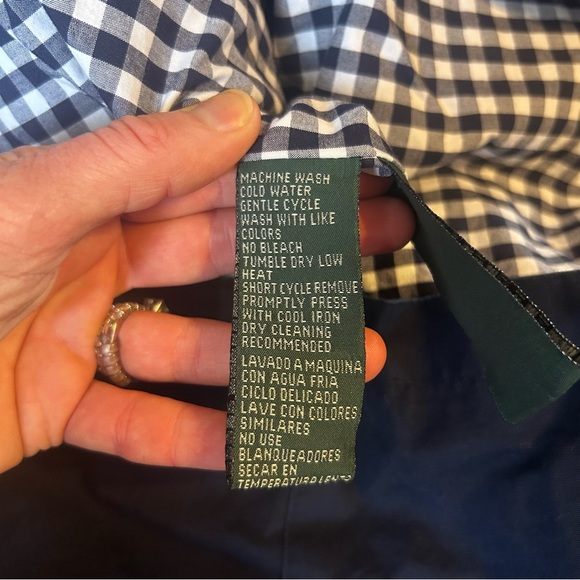 MACHINE WASH
COLD WATER
GENTLE CYCLE
WASH WITH LIKE
COLORS
NO BLEACH
TUMBLE DRY LOW
HEAT
SHORT CYCLE REMOVE
PROMPTLY PRESS
WITH COOL IRON
DRY CLEANING
RECOMMENDED
LAVADO A MAQUINA
CON AGUA FRIA
CICLO DELICADO
LAVE CON COLORES
SIMILARES
NO USE
BLANQUEADORES
SECAR EN
TEMPERATURA LENTA